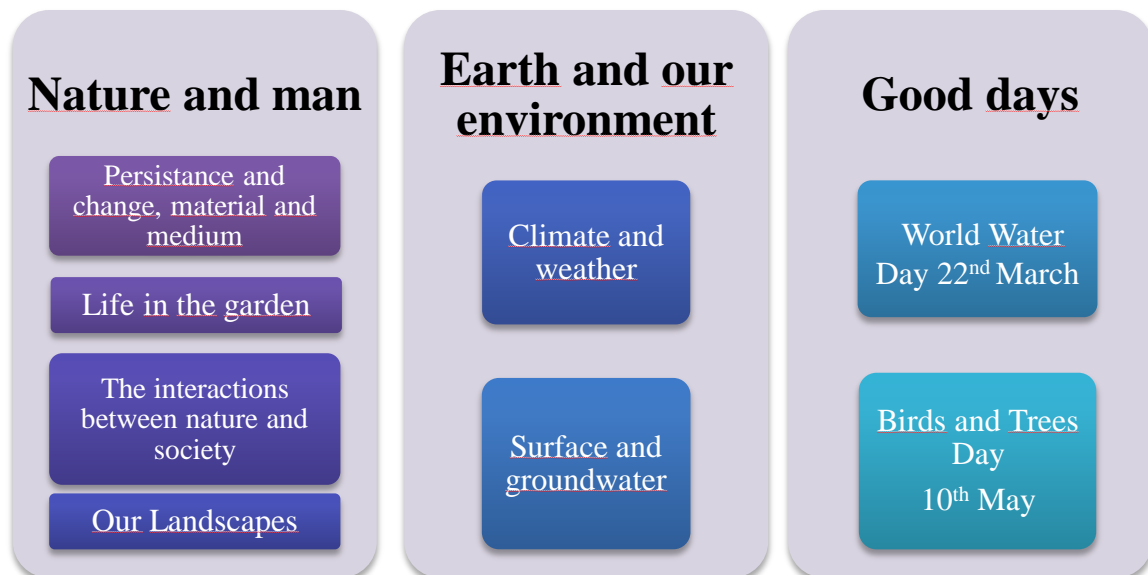 Nature and man
Persistance and
change, material and
medium
Life in the garden
The interactions
between nature and
society
Our Landscapes
Earth and our
environment
Climate and
weather
Surface and
groundwater
Good days
World Water
Day 22nd March
Birds and Trees
Day
10th May